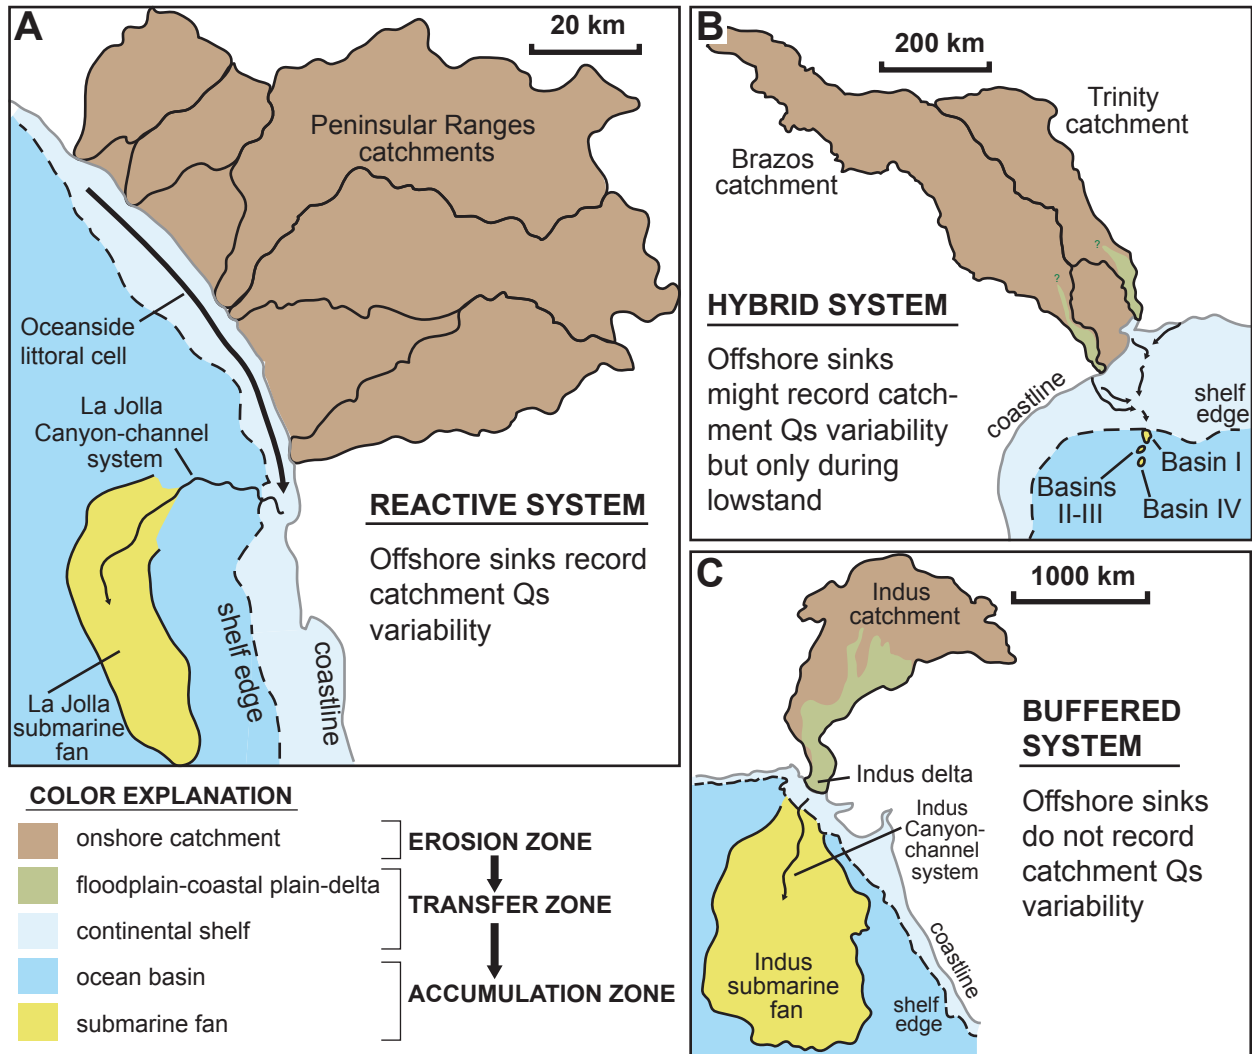 A
20 km
Peninsular Ranges
catchments
Oceanside
littoral cell
La Jolla
Canyon-channel
system
REACTIVE SYSTEM
Offshore sinks record
catchment Qs
variability
shelf edge
coastline
La Jolla
submarine
fan
B
200 km
Trinity
catchment
Brazos
catchment
?
?
HYBRID SYSTEM
Offshore sinks
might record catch-
ment Qs variability
but only during
lowstand
coastline
shelf
edge
Basin I
Basins
II-III
Basin IV
C
1000 km
Indus
catchment
BUFFERED
SYSTEM
Offshore sinks
do not record
catchment Qs
variability
Indus delta
Indus
Canyon-
channel
system
coastline
Indus
submarine
fan
shelf
edge
COLOR EXPLANATION
onshore catchment
floodplain-coastal plain-delta
continental shelf
ocean basin
submarine fan
EROSION ZONE
TRANSFER ZONE
ACCUMULATION ZONE